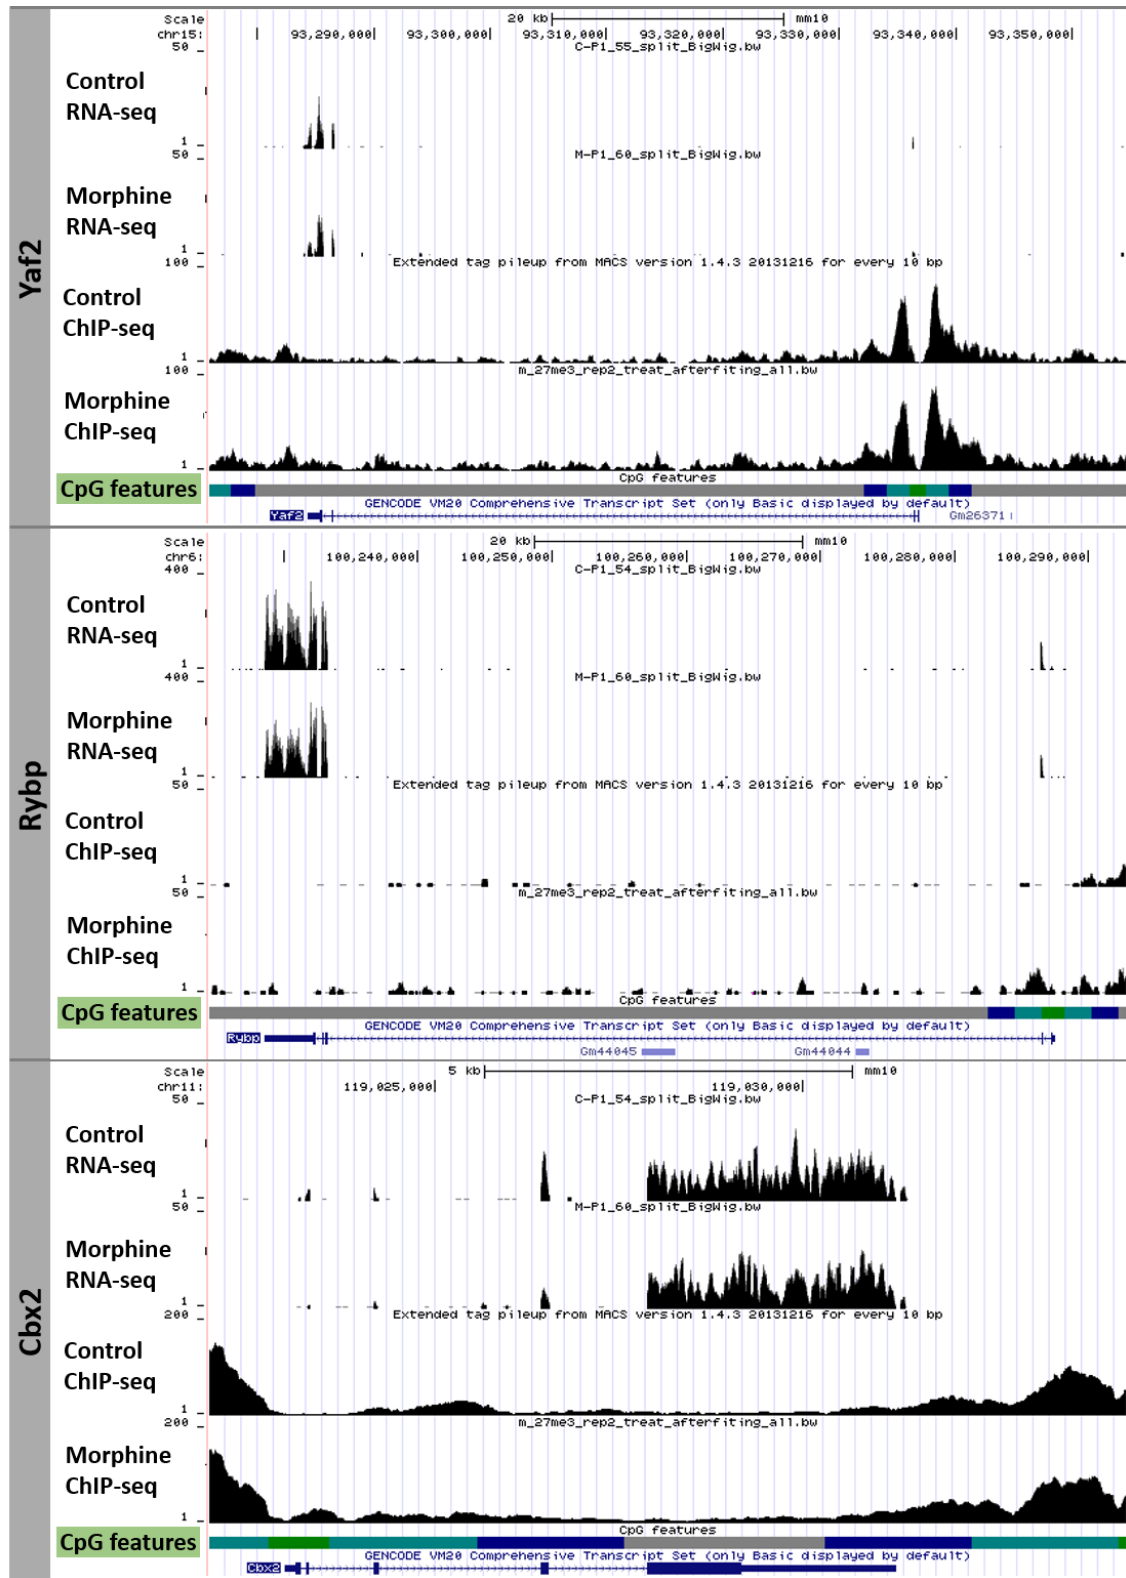 Yaf2
Scale 20 kb mm10
chr15: 93,290,000 93,300,000 93,310,000 93,320,000 93,330,000 93,340,000 93,350,000
C-P1_55_split_BigWig.bw
50
Control
RNA-seq
1
M-P1_60_split_BigWig.bw
50
Morphine
RNA-seq
1
Extended tag pileup from MACS version 1.4.3 20131216 for every 10 bp
100
Control
ChIP-seq
1
m_27me3_rep2_treat_afterfiting_all.bw
100
Morphine
ChIP-seq
1
CpG features
CpG features
GENCODE VM20 Comprehensive Transcript Set (only Basic displayed by default)
Yaf2 Gm26371
Rybp
Scale 20 kb mm10
chr6: 100,240,000 100,250,000 100,260,000 100,270,000 100,280,000 100,290,000
C-P1_54_split_BigWig.bw
400
Control
RNA-seq
1
M-P1_60_split_BigWig.bw
400
Morphine
RNA-seq
1
Extended tag pileup from MACS version 1.4.3 20131216 for every 10 bp
50
Control
ChIP-seq
1
m_27me3_rep2_treat_afterfiting_all.bw
50
Morphine
ChIP-seq
1
CpG features
CpG features
GENCODE VM20 Comprehensive Transcript Set (only Basic displayed by default)
Rybp
Gm44045 Gm44044
Cbx2
Scale 5 kb mm10
chr11: 119,025,000 119,030,000
C-P1_54_split_BigWig.bw
50
Control
RNA-seq
1
M-P1_60_split_BigWig.bw
50
Morphine
RNA-seq
1
Extended tag pileup from MACS version 1.4.3 20131216 for every 10 bp
200
Control
ChIP-seq
1
m_27me3_rep2_treat_afterfiting_all.bw
200
Morphine
ChIP-seq
1
CpG features
CpG features
GENCODE VM20 Comprehensive Transcript Set (only Basic displayed by default)
Cbx2